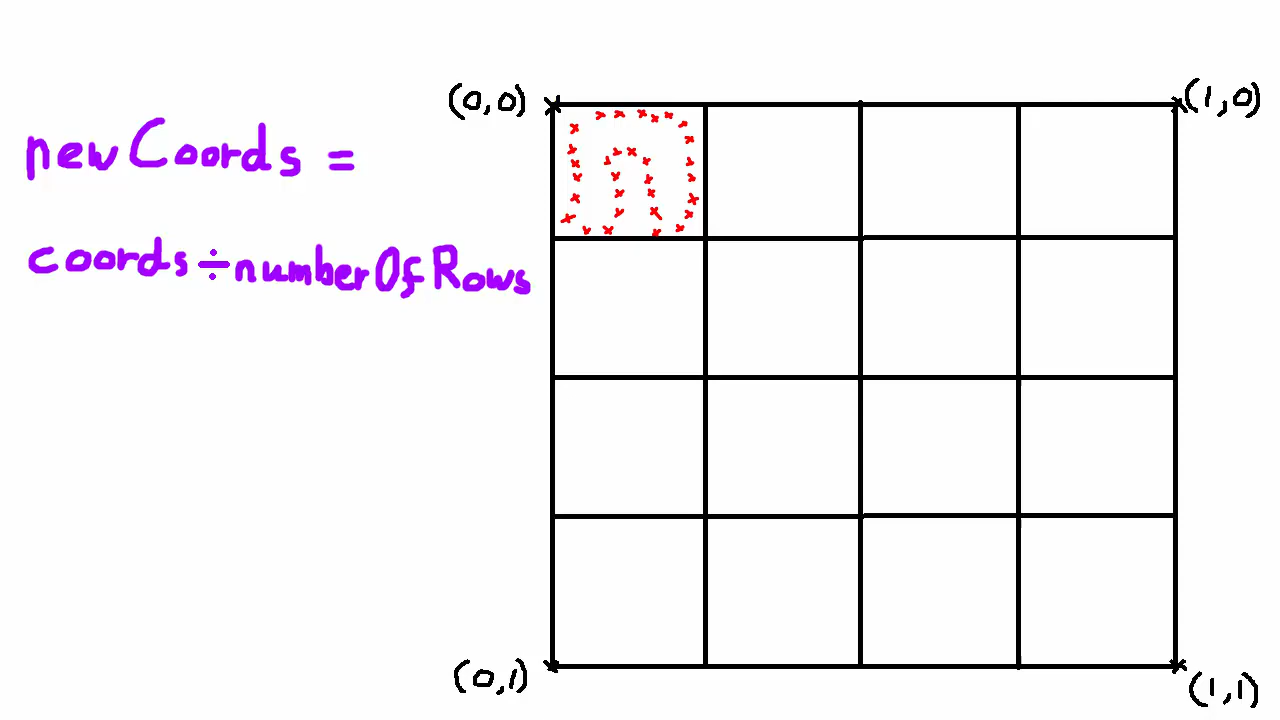 (0,0)
(1,0)
newCoords =
coords÷numberOfRows
(0,1)
(1,1)